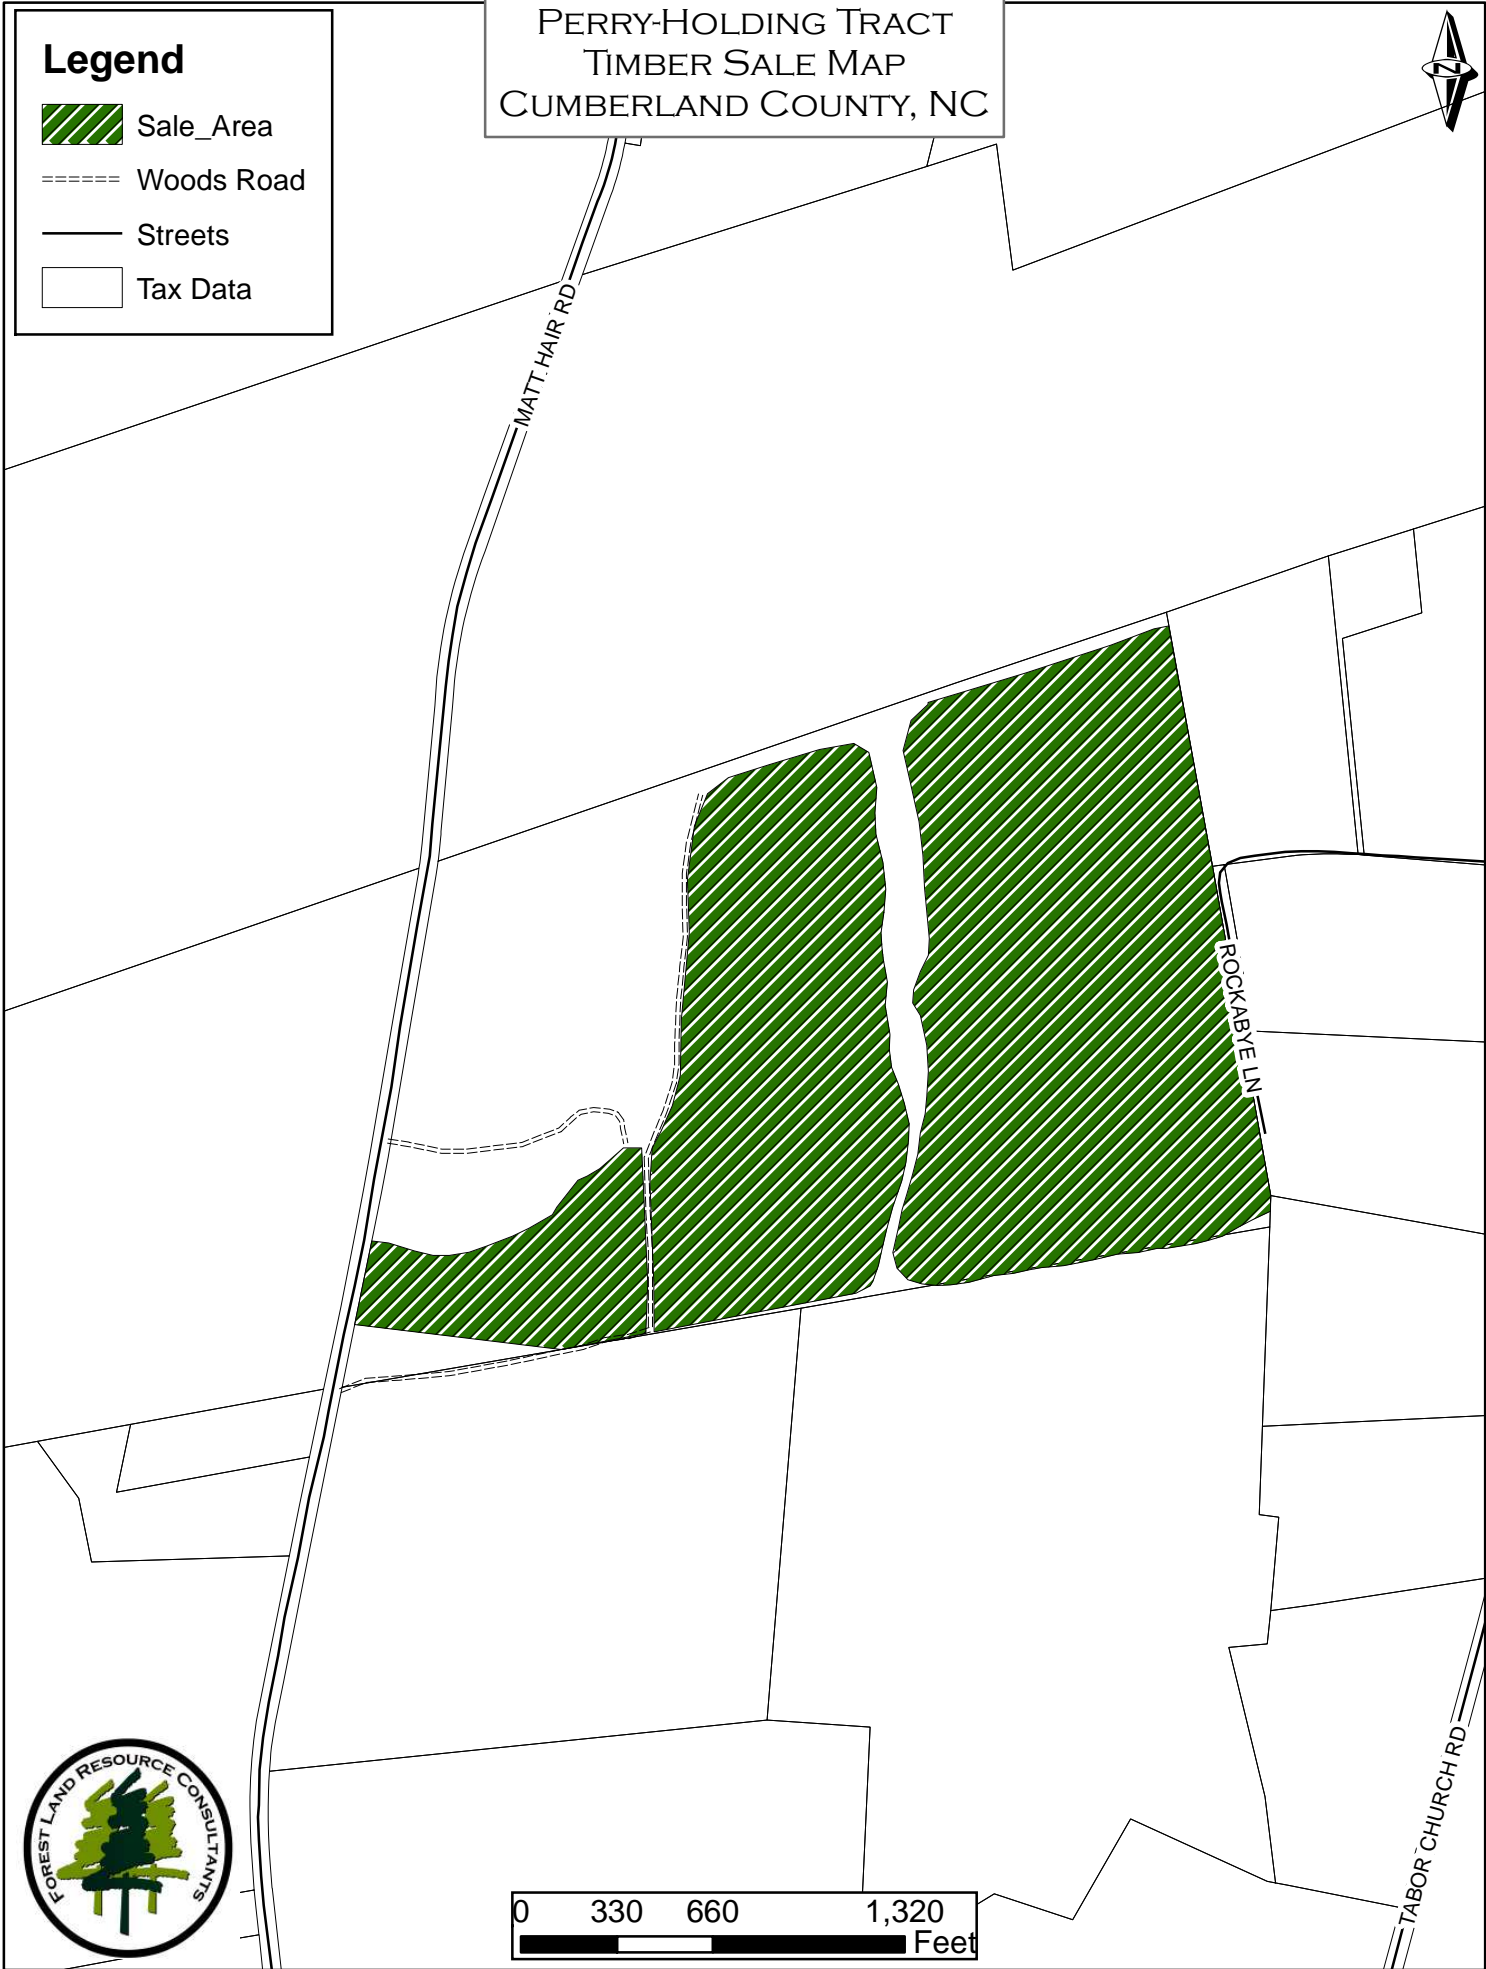 PERRY-HOLDING TRACT
TIMBER SALE MAP
CUMBERLAND COUNTY, NC
N
Legend
Sale_Area
Woods Road
Streets
Tax Data
MATT HAIR RD
ROCKABYE LN
TABOR CHURCH RD
FOREST LAND RESOURCE CONSULTANTS
0 330 660 1,320
Feet